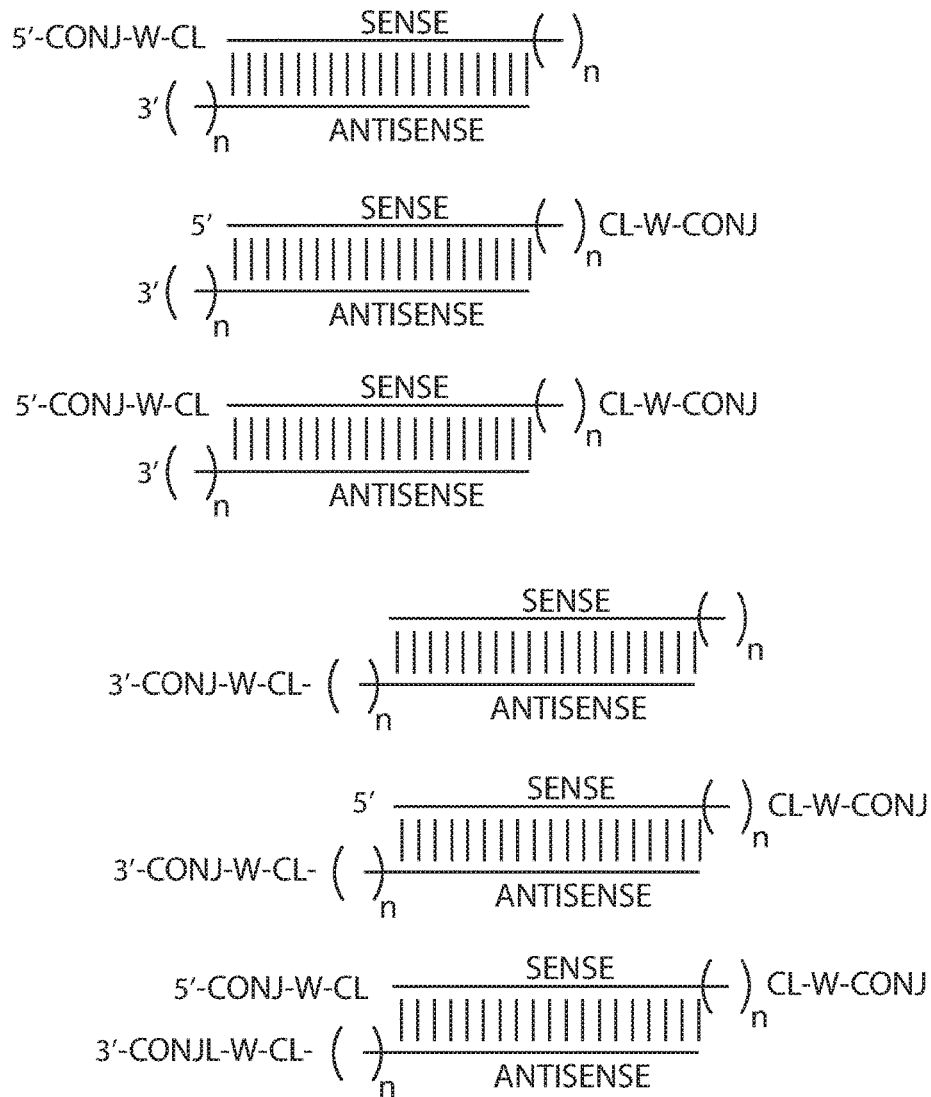 SENSE
5'-CONJ-W-CL ( )n
3' ( )n
ANTISENSE
SENSE
5' ( )n CL-W-CONJ
3' ( )n
ANTISENSE
SENSE
5'-CONJ-W-CL ( )n CL-W-CONJ
3' ( )n
ANTISENSE
SENSE
( )n
3'-CONJ-W-CL- ( )n
ANTISENSE
SENSE
5' ( )n CL-W-CONJ
3'-CONJ-W-CL- ( )n
ANTISENSE
SENSE
5'-CONJ-W-CL ( )n CL-W-CONJ
3'-CONJL-W-CL- ( )n
ANTISENSE